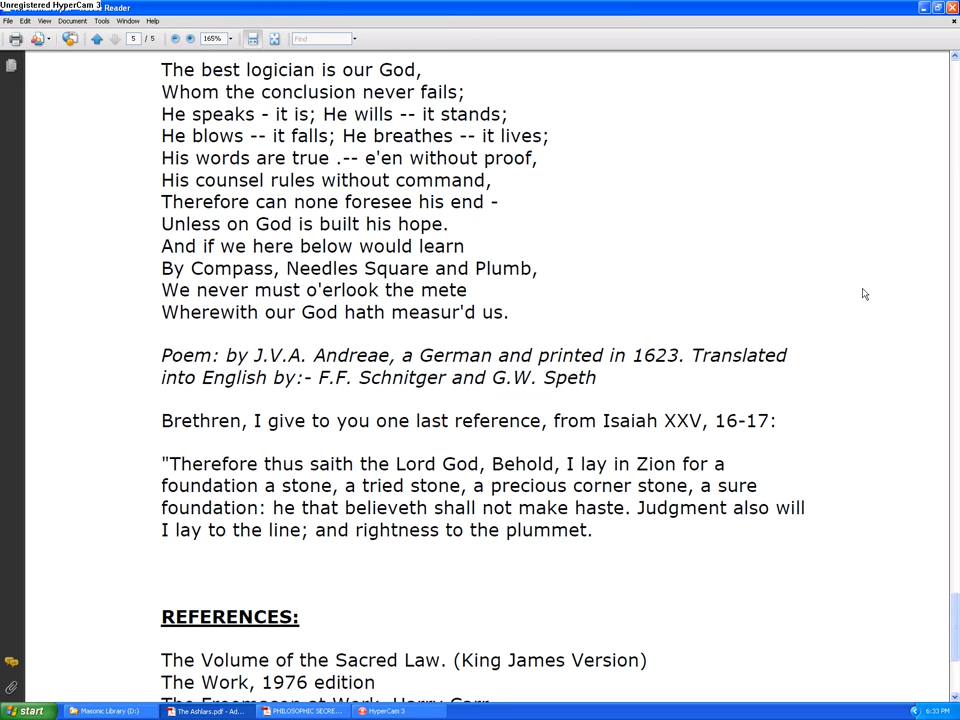 Unregistered HyperCam 3
Reader
File Edit View Document Tools Window Help
5 / 5 165% Find
The best logician is our God,
Whom the conclusion never fails;
He speaks - it is; He wills -- it stands;
He blows -- it falls; He breathes -- it lives;
His words are true .-- e'en without proof,
His counsel rules without command,
Therefore can none foresee his end -
Unless on God is built his hope.
And if we here below would learn
By Compass, Needles Square and Plumb,
We never must o'erlook the mete
Wherewith our God hath measur'd us.
Poem: by J.V.A. Andreae, a German and printed in 1623. Translated
into English by:- F.F. Schnitger and G.W. Speth
Brethren, I give to you one last reference, from Isaiah XXV, 16-17:
"Therefore thus saith the Lord God, Behold, I lay in Zion for a
foundation a stone, a tried stone, a precious corner stone, a sure
foundation: he that believeth shall not make haste. Judgment also will
I lay to the line; and rightness to the plummet.
REFERENCES:
The Volume of the Sacred Law. (King James Version)
The Work, 1976 edition
The Freemason at Work, Harry Carr
start Masonic Library (D:) The Ashlars.pdf - Ad... PHILOSOPHIC SECRE... HyperCam 3 6:33 PM